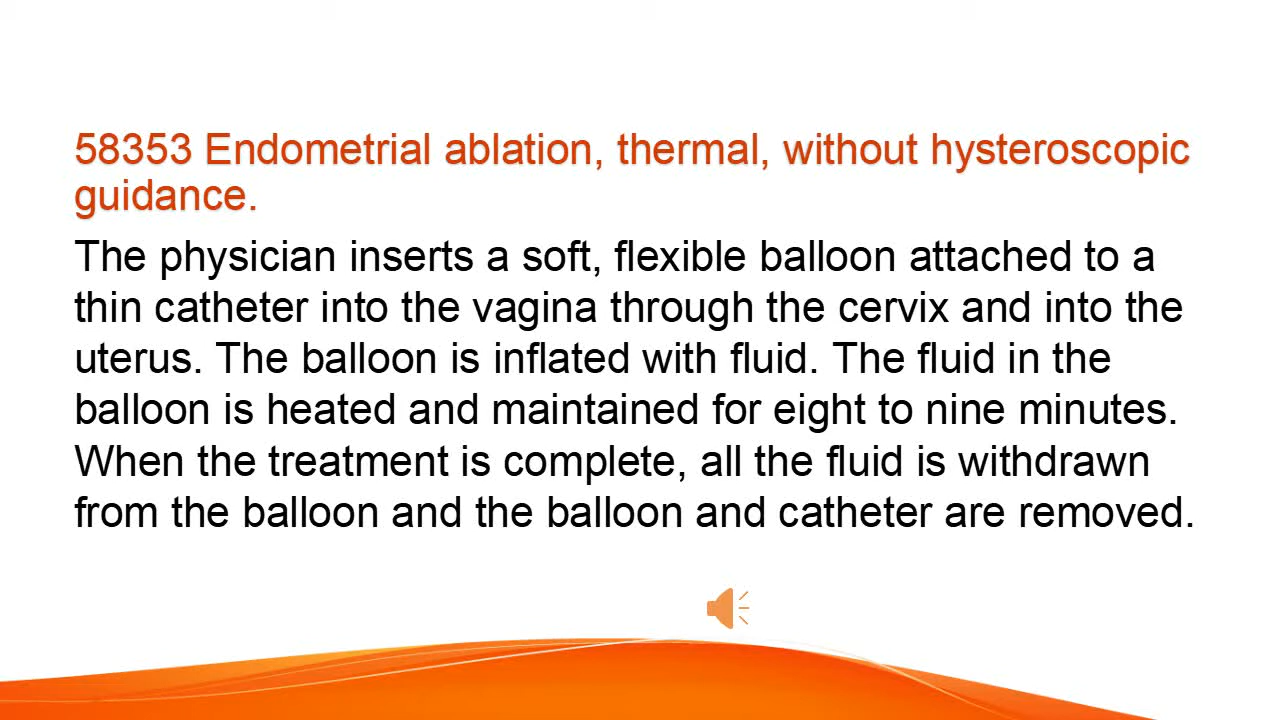 58353 Endometrial ablation, thermal, without hysteroscopic
guidance.
The physician inserts a soft, flexible balloon attached to a
thin catheter into the vagina through the cervix and into the
uterus. The balloon is inflated with fluid. The fluid in the
balloon is heated and maintained for eight to nine minutes.
When the treatment is complete, all the fluid is withdrawn
from the balloon and the balloon and catheter are removed.